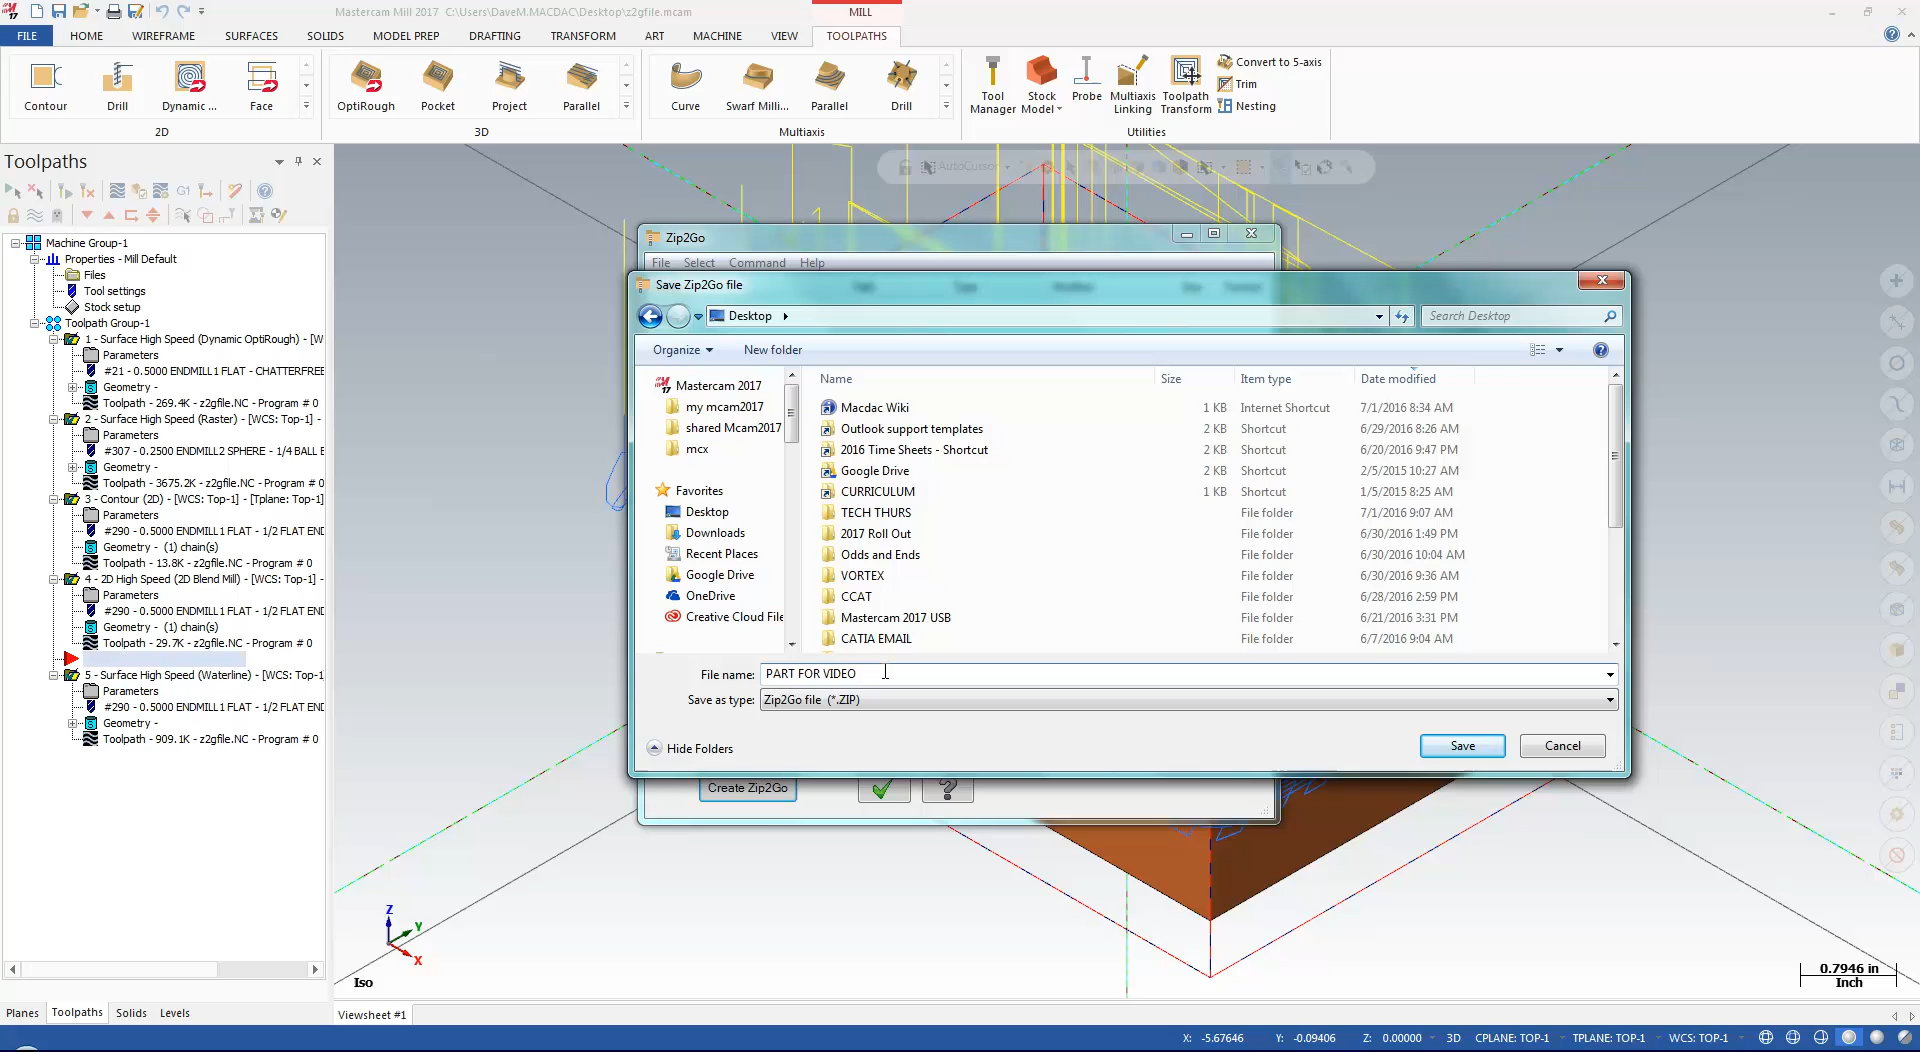 Mastercam Mill 2017  C:\Users\DaveM.MACDAC\Desktop\z2gfile.mcam
MILL
FILE
HOME
WIREFRAME
SURFACES
SOLIDS
MODEL PREP
DRAFTING
TRANSFORM
ART
MACHINE
VIEW
TOOLPATHS
Contour
Drill
Dynamic ...
Face
2D
OptiRough
Pocket
Project
Parallel
3D
Curve
Swarf Milli...
Parallel
Drill
Multiaxis
Tool Manager
Stock Model
Probe
Multiaxis Linking
Toolpath Transform
Convert to 5-axis
Trim
Nesting
Utilities
Toolpaths
G1
AutoCursor
Machine Group-1
Properties - Mill Default
Files
Tool settings
Stock setup
Toolpath Group-1
1 - Surface High Speed (Dynamic OptiRough) - [W
Parameters
#21 - 0.5000 ENDMILL1 FLAT - CHATTERFREE
Geometry -
Toolpath - 269.4K - z2gfile.NC - Program # 0
2 - Surface High Speed (Raster) - [WCS: Top-1] -
Parameters
#307 - 0.2500 ENDMILL2 SPHERE - 1/4 BALL E
Geometry -
Toolpath - 3675.2K - z2gfile.NC - Program # 0
3 - Contour (2D) - [WCS: Top-1] - [Tplane: Top-1]
Parameters
#290 - 0.5000 ENDMILL1 FLAT - 1/2 FLAT END
Geometry - (1) chain(s)
Toolpath - 13.8K - z2gfile.NC - Program # 0
4 - 2D High Speed (2D Blend Mill) - [WCS: Top-1] -
Parameters
#290 - 0.5000 ENDMILL1 FLAT - 1/2 FLAT END
Geometry - (1) chain(s)
Toolpath - 29.7K - z2gfile.NC - Program # 0
5 - Surface High Speed (Waterline) - [WCS: Top-1
Parameters
#290 - 0.5000 ENDMILL1 FLAT - 1/2 FLAT END
Geometry -
Toolpath - 909.1K - z2gfile.NC - Program # 0
Zip2Go
File Select Command Help
Save Zip2Go file
Desktop
Search Desktop
Organize
New folder
Mastercam 2017
my mcam2017
shared Mcam2017
mcx
Favorites
Desktop
Downloads
Recent Places
Google Drive
OneDrive
Creative Cloud File
Name Size Item type Date modified
Macdac Wiki 1 KB Internet Shortcut 7/1/2016 8:34 AM
Outlook support templates 2 KB Shortcut 6/29/2016 8:26 AM
2016 Time Sheets - Shortcut 2 KB Shortcut 6/20/2016 9:47 PM
Google Drive 2 KB Shortcut 2/5/2015 10:27 AM
CURRICULUM 1 KB Shortcut 1/5/2015 8:25 AM
TECH THURS File folder 7/1/2016 9:07 AM
2017 Roll Out File folder 6/30/2016 1:49 PM
Odds and Ends File folder 6/30/2016 10:04 AM
VORTEX File folder 6/30/2016 9:36 AM
CCAT File folder 6/28/2016 2:59 PM
Mastercam 2017 USB File folder 6/21/2016 3:31 PM
CATIA EMAIL File folder 6/7/2016 9:04 AM
File name: PART FOR VIDEO
Save as type: Zip2Go file (*.ZIP)
Hide Folders
Save
Cancel
Create Zip2Go
Z
Y
X
Iso
0.7946 in
Inch
Planes Toolpaths Solids Levels
Viewsheet #1
X: -5.67646 Y: -0.09406 Z: 0.00000 3D CPLANE: TOP-1 TPLANE: TOP-1 WCS: TOP-1